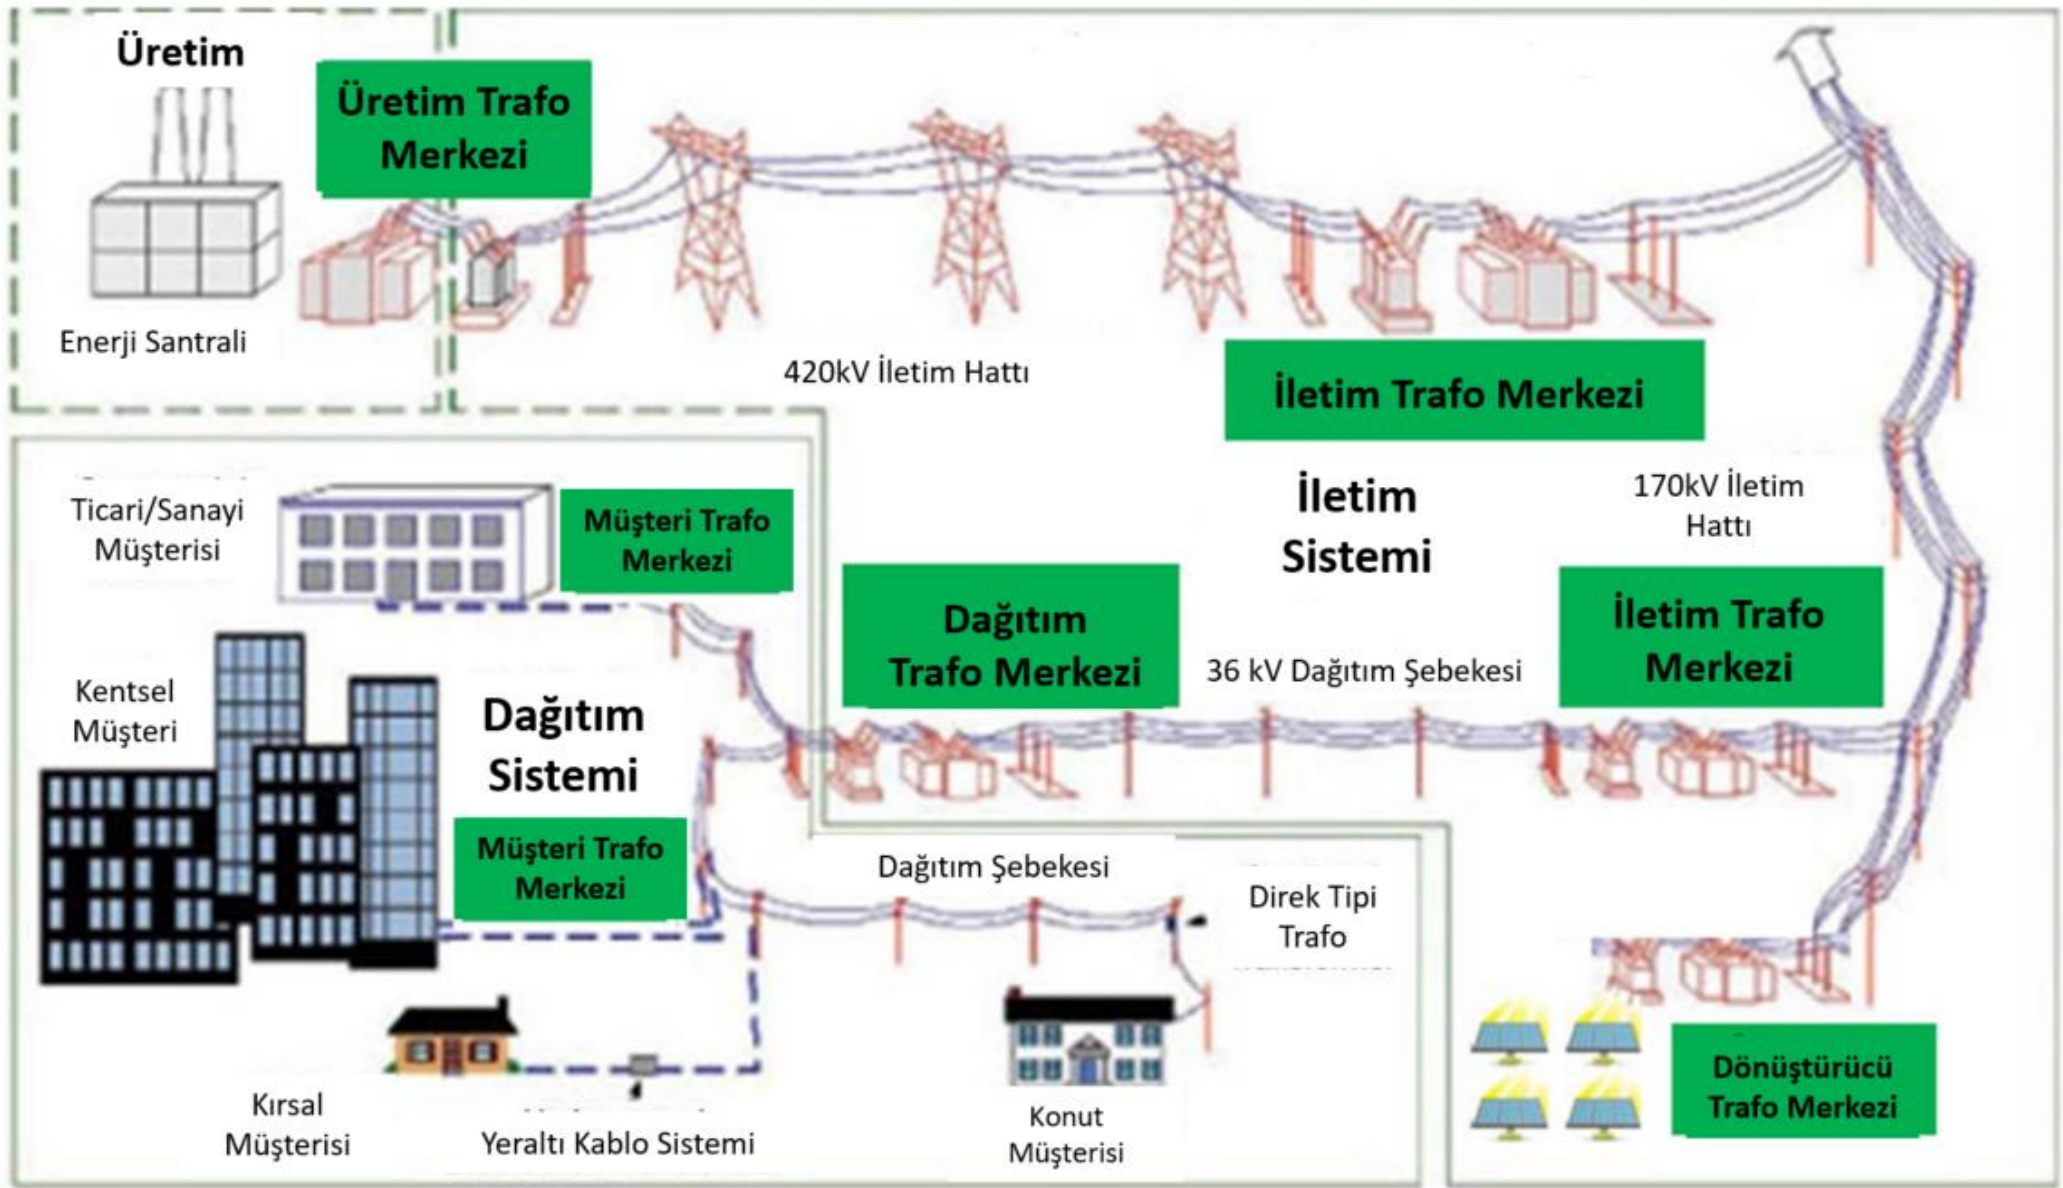 Üretim
Üretim Trafo
Merkezi
Enerji Santrali
420kV İletim Hattı
İletim Trafo Merkezi
İletim
Sistemi
170kV İletim
Hattı
Ticari/Sanayi
Müşterisi
Müşteri Trafo
Merkezi
Dağıtım
Trafo Merkezi
36 kV Dağıtım Şebekesi
İletim Trafo
Merkezi
Kentsel
Müşteri
Dağıtım
Sistemi
Müşteri Trafo
Merkezi
Dağıtım Şebekesi
Direk Tipi
Trafo
Kırsal
Müşterisi
Yeraltı Kablo Sistemi
Konut
Müşterisi
Dönüştürücü
Trafo Merkezi